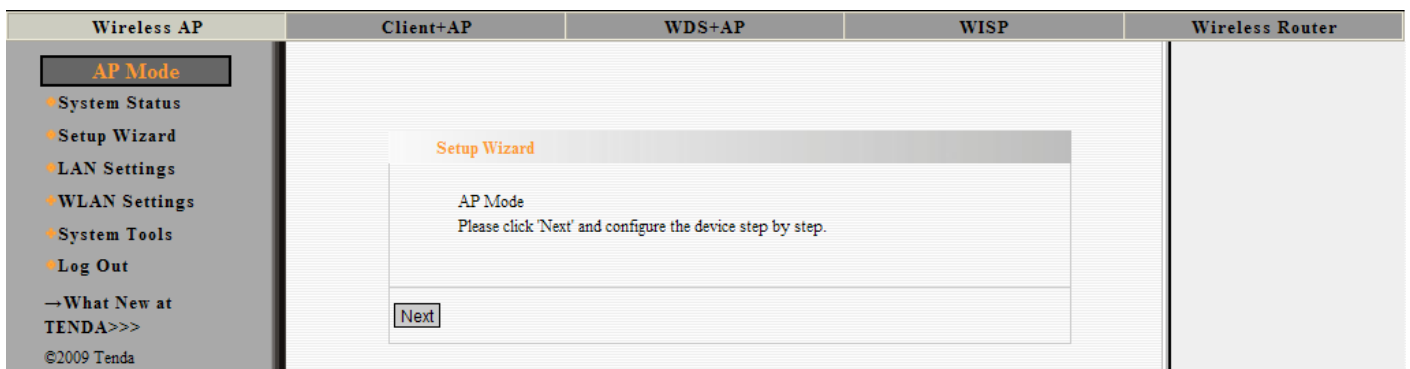 Wireless AP Client+AP WDS+AP WISP Wireless Router
AP Mode
System Status
Setup Wizard
LAN Settings
WLAN Settings
System Tools
Log Out
→What New at
TENDA>>>
©2009 Tenda
Setup Wizard
AP Mode
Please click 'Next' and configure the device step by step.
Next